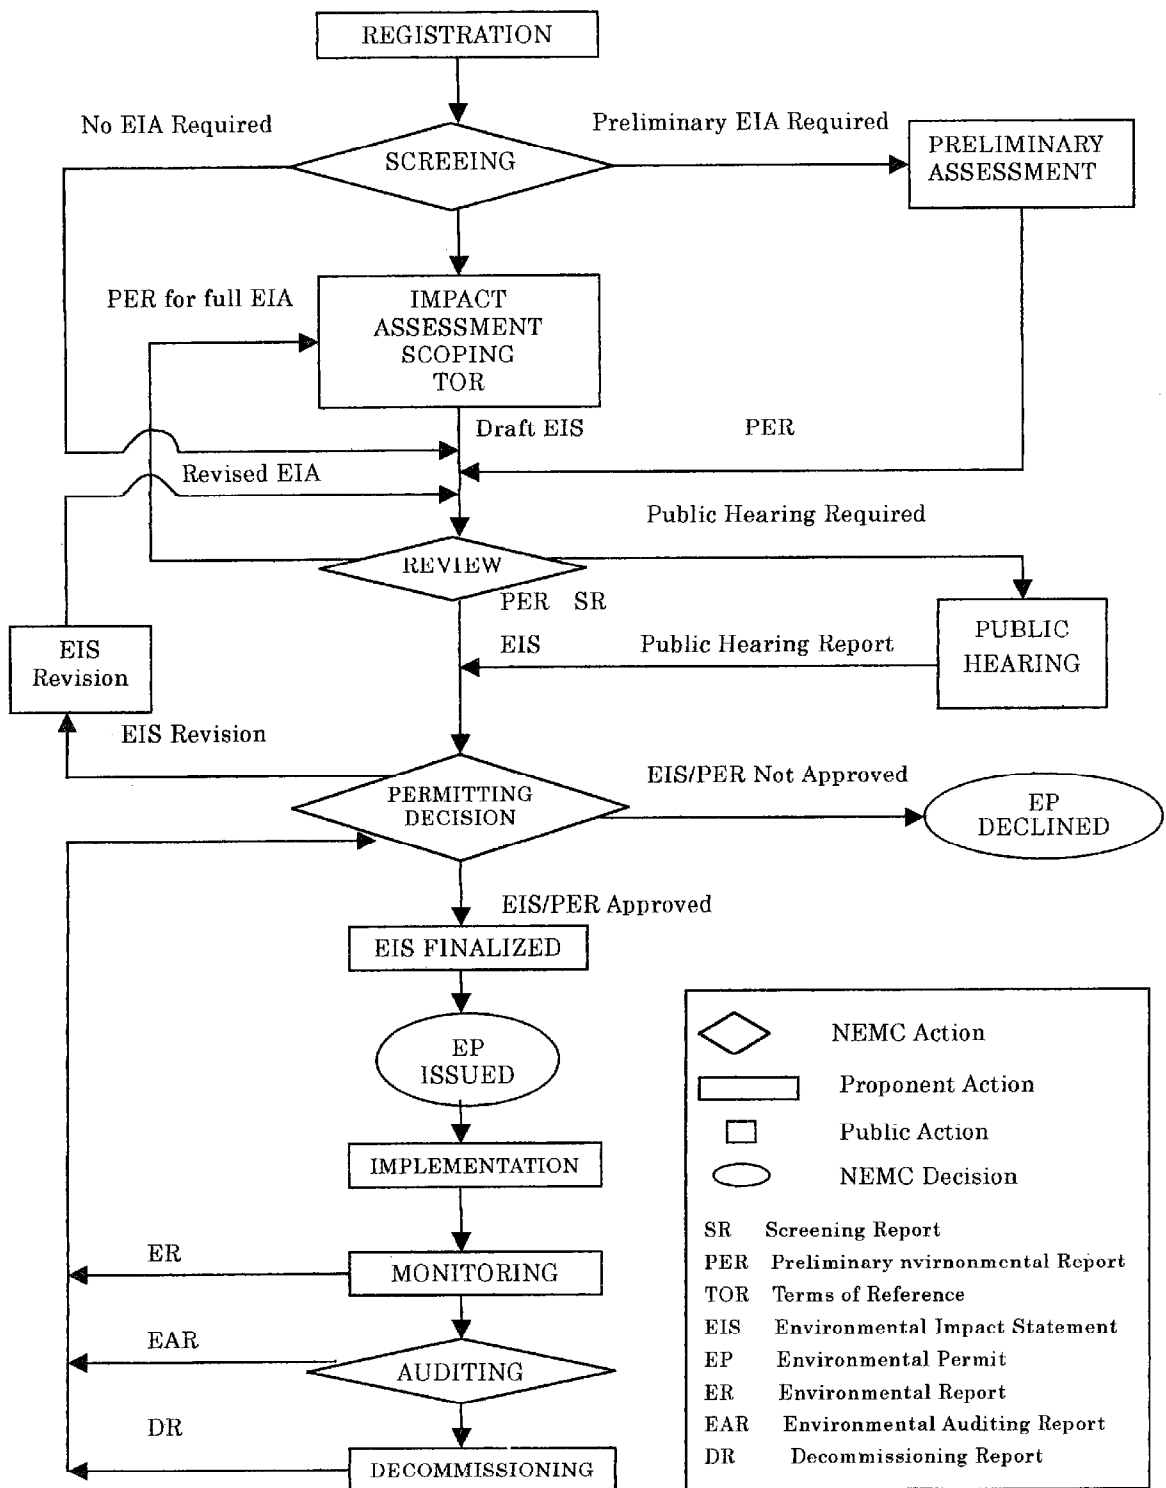 REGISTRATION
No EIA Required
Preliminary EIA Required
SCREEING
PRELIMINARY
ASSESSMENT
PER for full EIA
IMPACT
ASSESSMENT
SCOPING
TOR
Draft EIS
PER
Revised EIA
Public Hearing Required
REVIEW
PER SR
EIS
Public Hearing Report
PUBLIC
HEARING
EIS
Revision
EIS Revision
PERMITTING
DECISION
EIS/PER Not Approved
EP
DECLINED
EIS/PER Approved
EIS FINALIZED
EP
ISSUED
IMPLEMENTATION
ER
MONITORING
EAR
AUDITING
DR
DECOMMISSIONING
NEMC Action
Proponent Action
Public Action
NEMC Decision
SR Screening Report
PER Preliminary nvirnonmental Report
TOR Terms of Reference
EIS Environmental Impact Statement
EP Environmental Permit
ER Environmental Report
EAR Environmental Auditing Report
DR Decommissioning Report